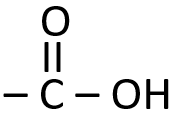 O
– C – OH